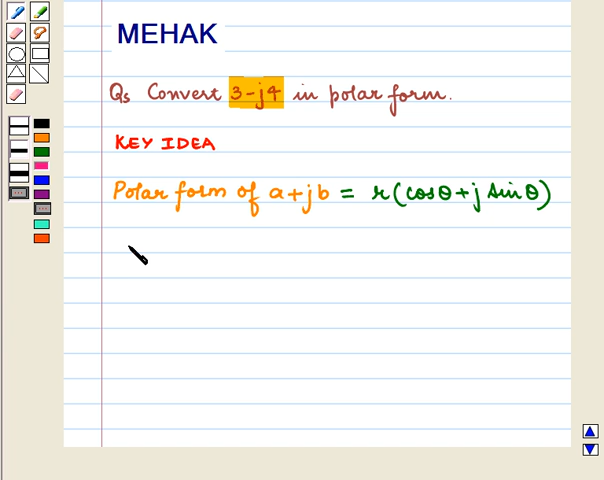 MEHAK
Qs Convert 3-j4 in polar form.
KEY IDEA
Polar form of a+jb = r(cosθ+j sinθ)